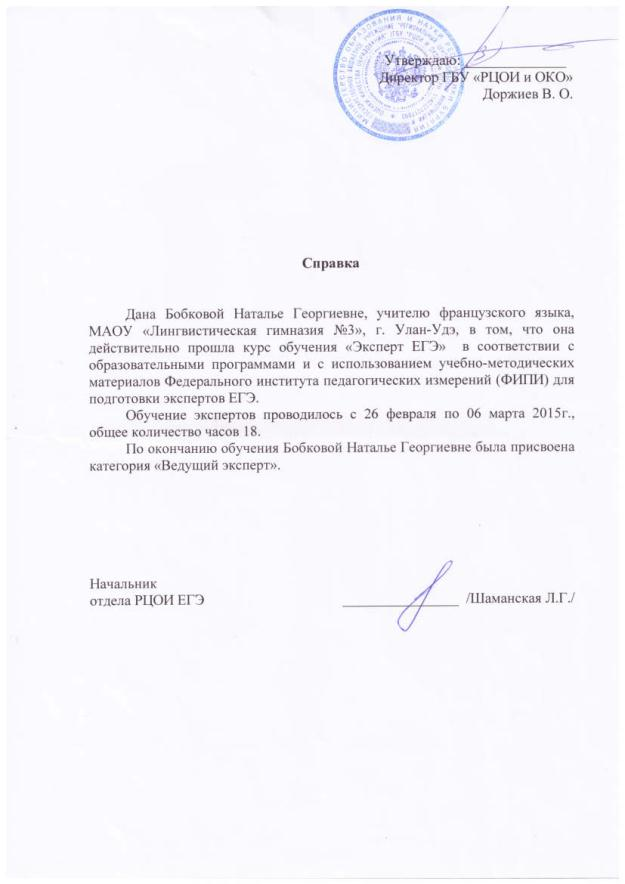 Утверждаю:
Директор ГБУ «РЦОИ и ОКО»
Доржиев В. О.
Справка
Дана Бобковой Наталье Георгиевне, учителю французского языка,
МАОУ «Лингвистическая гимназия №3», г. Улан-Удэ, в том, что она
действительно прошла курс обучения «Эксперт ЕГЭ» в соответствии с
образовательными программами и с использованием учебно-методических
материалов Федерального института педагогических измерений (ФИПИ) для
подготовки экспертов ЕГЭ.
Обучение экспертов проводилось с 26 февраля по 06 марта 2015г.,
общее количество часов 18.
По окончанию обучения Бобковой Наталье Георгиевне была присвоена
категория «Ведущий эксперт».
Начальник
отдела РЦОИ ЕГЭ /Шаманская Л.Г./